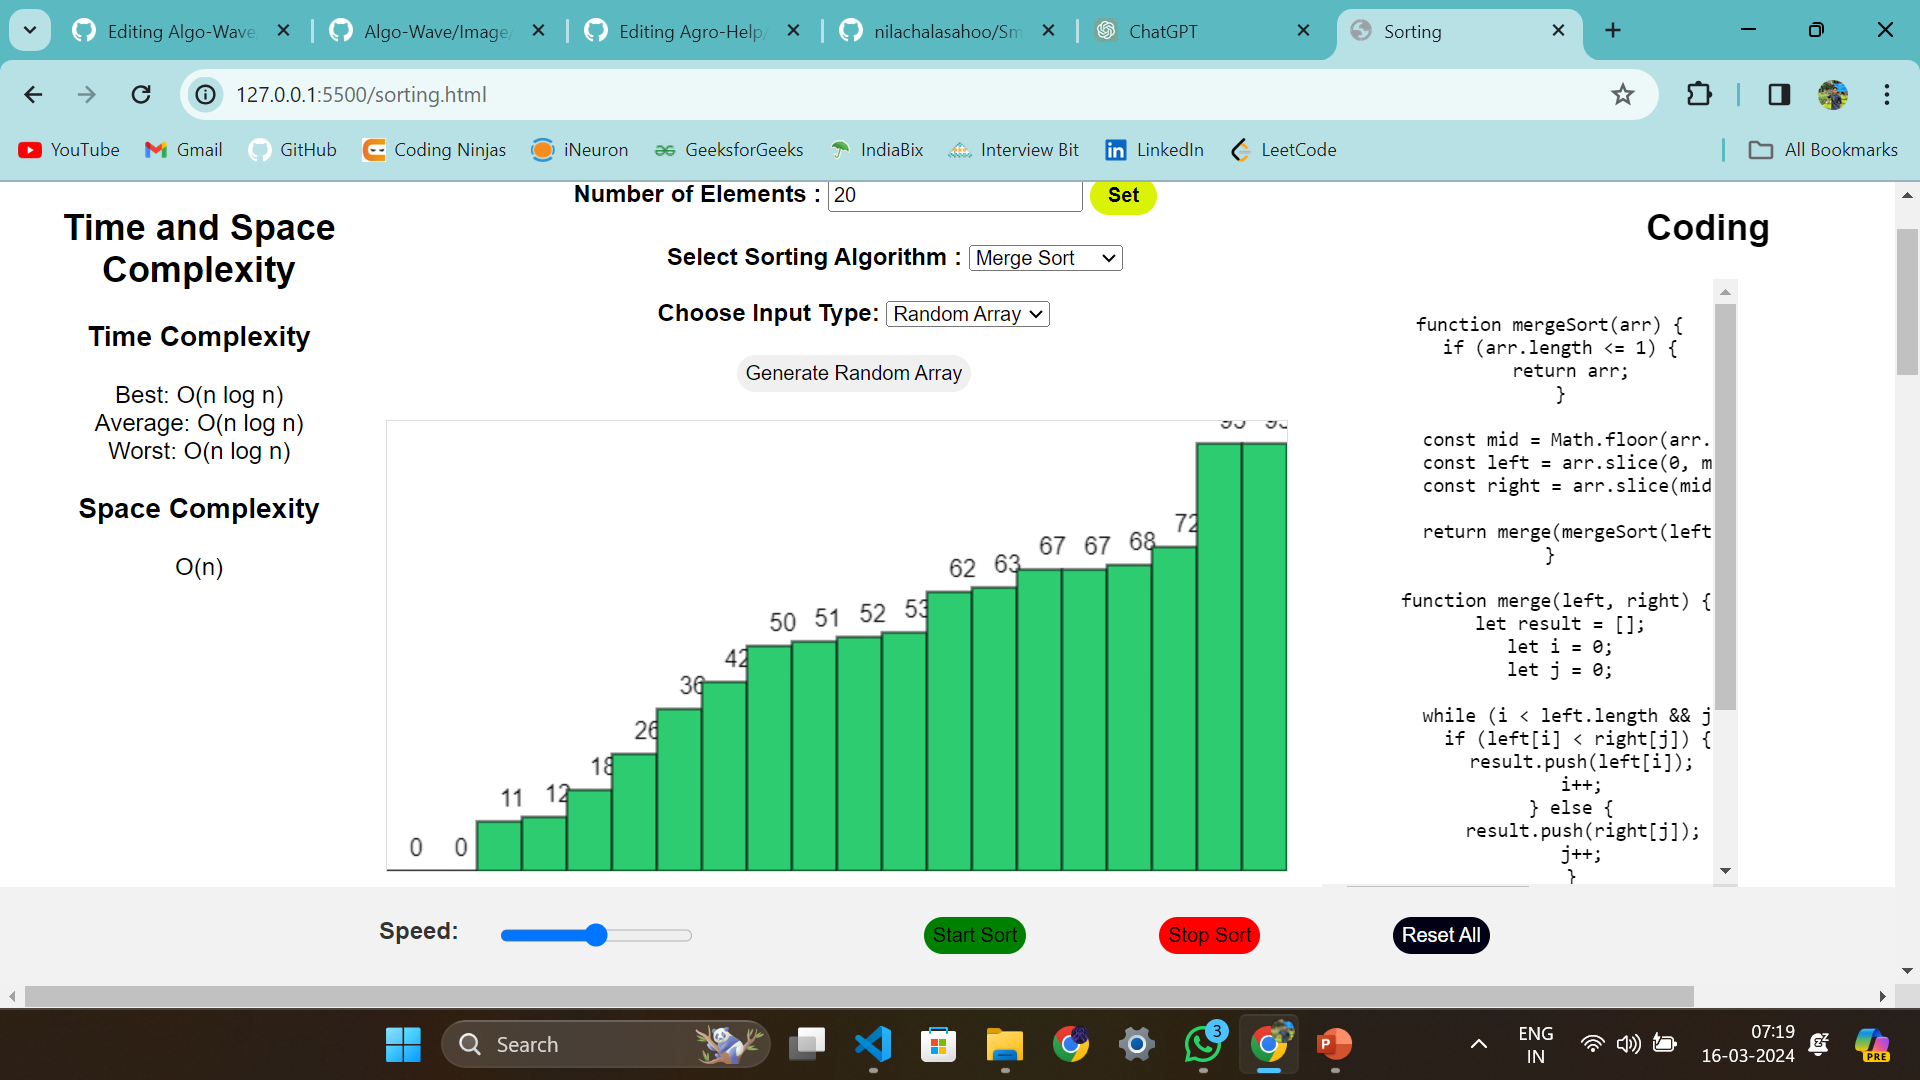 Editing Algo-Wave
Algo-Wave/Image/
Editing Agro-Help/
nilachalasahoo/Sm
ChatGPT
Sorting
127.0.0.1:5500/sorting.html
YouTube
Gmail
GitHub
Coding Ninjas
iNeuron
GeeksforGeeks
IndiaBix
Interview Bit
LinkedIn
LeetCode
All Bookmarks
Time and Space
Complexity
Time Complexity
Best: O(n log n)
Average: O(n log n)
Worst: O(n log n)
Space Complexity
O(n)
Number of Elements : 20 Set
Select Sorting Algorithm : Merge Sort
Choose Input Type: Random Array
Generate Random Array
0 0 11 12 18 26 36 42 50 51 52 53 62 63 67 67 68 72
Coding
function mergeSort(arr) {
if (arr.length <= 1) {
return arr;
}
const mid = Math.floor(arr.
const left = arr.slice(0, m
const right = arr.slice(mid
return merge(mergeSort(left
}
function merge(left, right) {
let result = [];
let i = 0;
let j = 0;
while (i < left.length && j
if (left[i] < right[j]) {
result.push(left[i]);
i++;
} else {
result.push(right[j]);
j++;
}
Speed:
Start Sort
Stop Sort
Reset All
Search
3
P
ENG
IN
07:19
16-03-2024
PRE